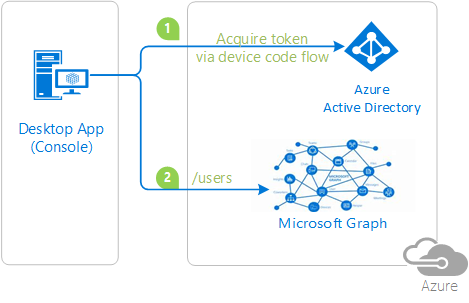 1
Acquire token
via device code flow
Azure
Active Directory
Desktop App
(Console)
2
/users
Microsoft Graph
Azure